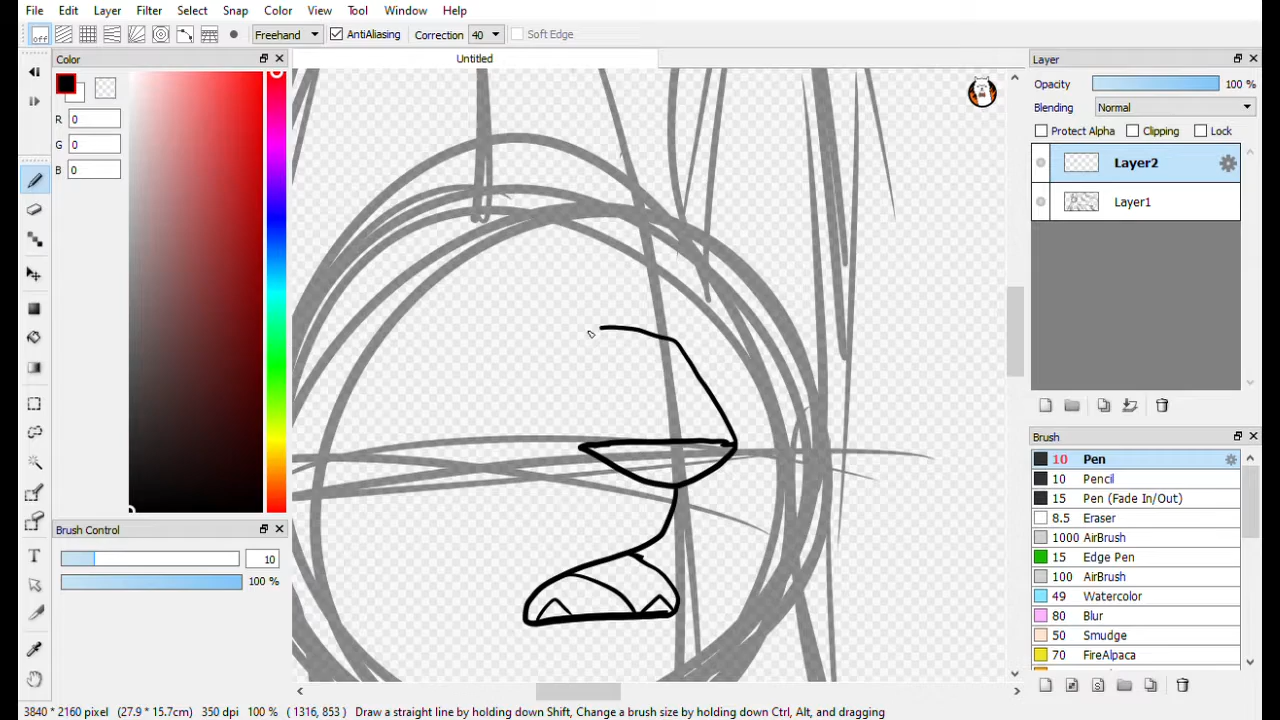 File Edit Layer Filter Select Snap Color View Tool Window Help
off Freehand AntiAliasing Correction 40 Soft Edge
Color
Untitled
Layer
R 0
G 0
B 0
Opacity 100 %
Blending Normal
Protect Alpha Clipping Lock
Layer2
Layer1
Brush
10 Pen
10 Pencil
15 Pen (Fade In/Out)
8.5 Eraser
1000 AirBrush
15 Edge Pen
100 AirBrush
49 Watercolor
80 Blur
50 Smudge
70 FireAlpaca
Brush Control
10
100 %
T
3840 * 2160 pixel (27.9 * 15.7cm) 350 dpi 100 % ( 1316, 853 ) Draw a straight line by holding down Shift, Change a brush size by holding down Ctrl, Alt, and dragging